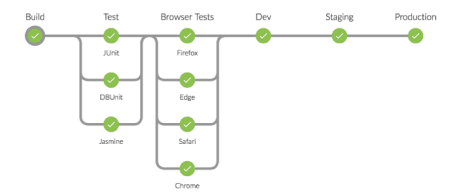 Build Test Browser Tests Dev Staging Production
JUnit Firefox
DBUnit Edge
Jasmine Safari
Chrome